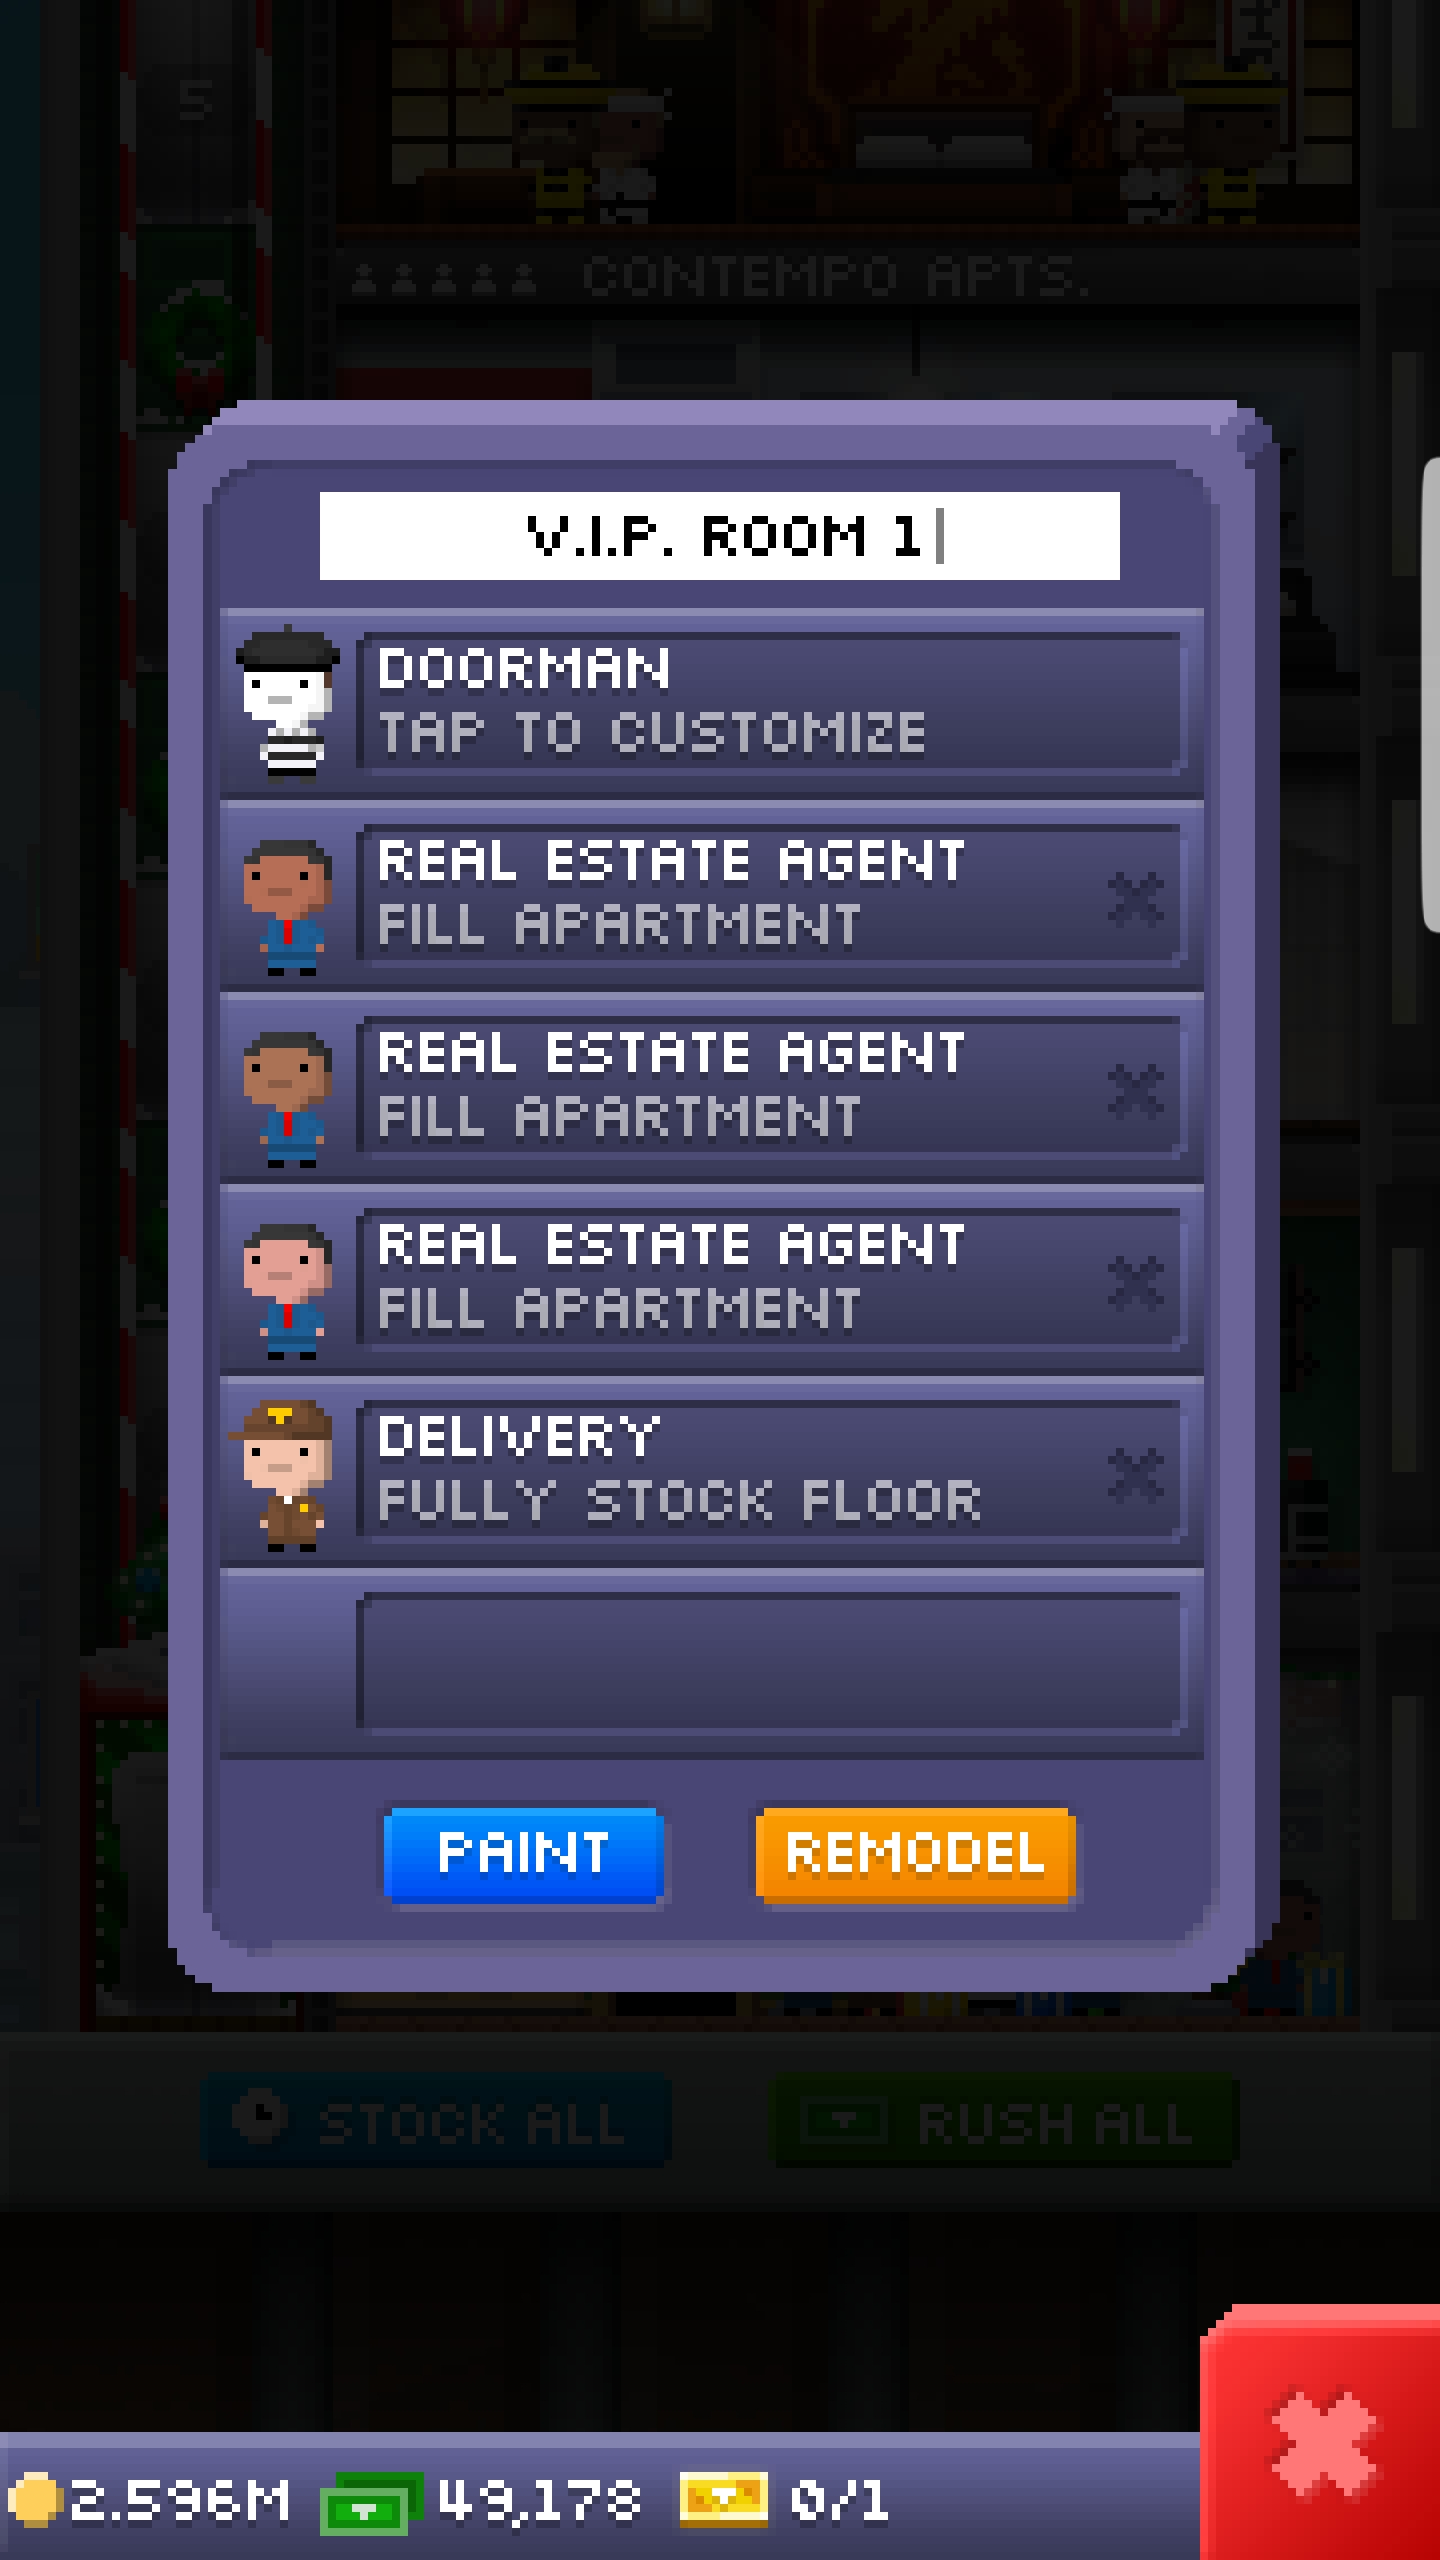 5
CONTEMPO APTS.
V.I.P. ROOM 1
DOORMAN
TAP TO CUSTOMIZE
REAL ESTATE AGENT
FILL APARTMENT
REAL ESTATE AGENT
FILL APARTMENT
REAL ESTATE AGENT
FILL APARTMENT
DELIVERY
FULLY STOCK FLOOR
PAINT REMODEL
STOCK ALL RUSH ALL
2.596M 49,178 0/1